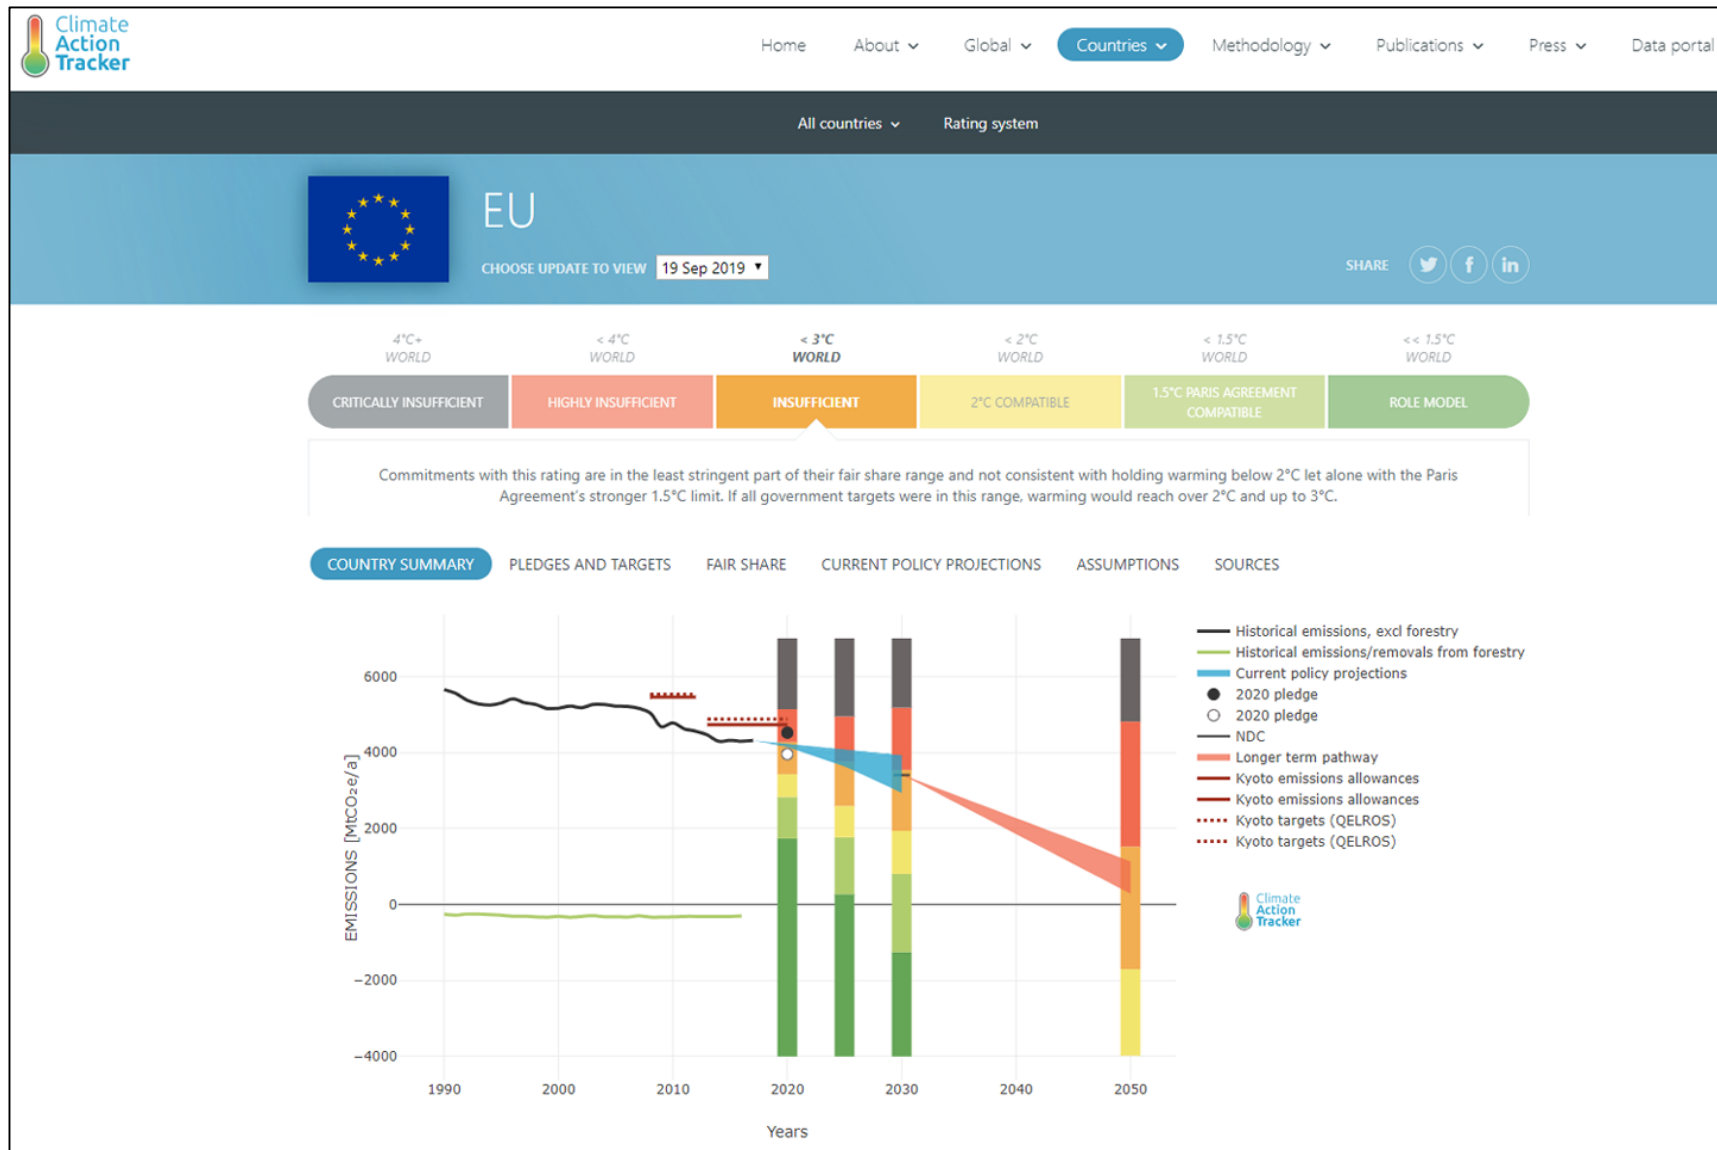 Climate
Action
Tracker
Home About Global Countries Methodology Publications Press Data portal
All countries Rating system
EU
CHOOSE UPDATE TO VIEW 19 Sep 2019
SHARE
4°C+ < 4°C < 3°C < 2°C < 1.5°C << 1.5°C
WORLD WORLD WORLD WORLD WORLD WORLD
CRITICALLY INSUFFICIENT HIGHLY INSUFFICIENT INSUFFICIENT 2°C COMPATIBLE 1.5°C PARIS AGREEMENT COMPATIBLE ROLE MODEL
Commitments with this rating are in the least stringent part of their fair share range and not consistent with holding warming below 2°C let alone with the Paris
Agreement's stronger 1.5°C limit. If all government targets were in this range, warming would reach over 2°C and up to 3°C.
COUNTRY SUMMARY PLEDGES AND TARGETS FAIR SHARE CURRENT POLICY PROJECTIONS ASSUMPTIONS SOURCES
EMISSIONS [MtCO₂e/a]
6000
4000
2000
0
−2000
−4000
1990 2000 2010 2020 2030 2040 2050
Years
Historical emissions, excl forestry
Historical emissions/removals from forestry
Current policy projections
2020 pledge
2020 pledge
NDC
Longer term pathway
Kyoto emissions allowances
Kyoto emissions allowances
Kyoto targets (QELROS)
Kyoto targets (QELROS)
Climate
Action
Tracker